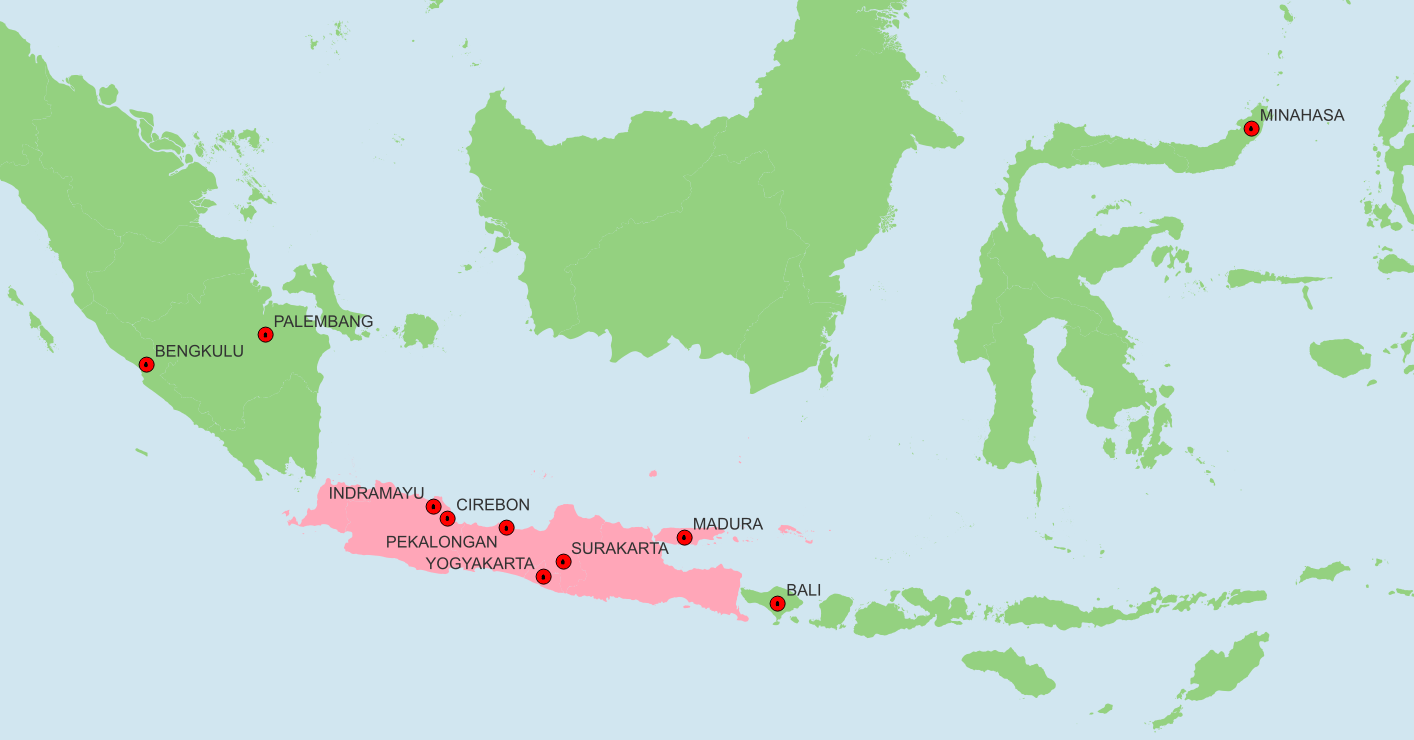 MINAHASA
PALEMBANG
BENGKULU
INDRAMAYU
CIREBON
MADURA
PEKALONGAN
SURAKARTA
YOGYAKARTA
BALI